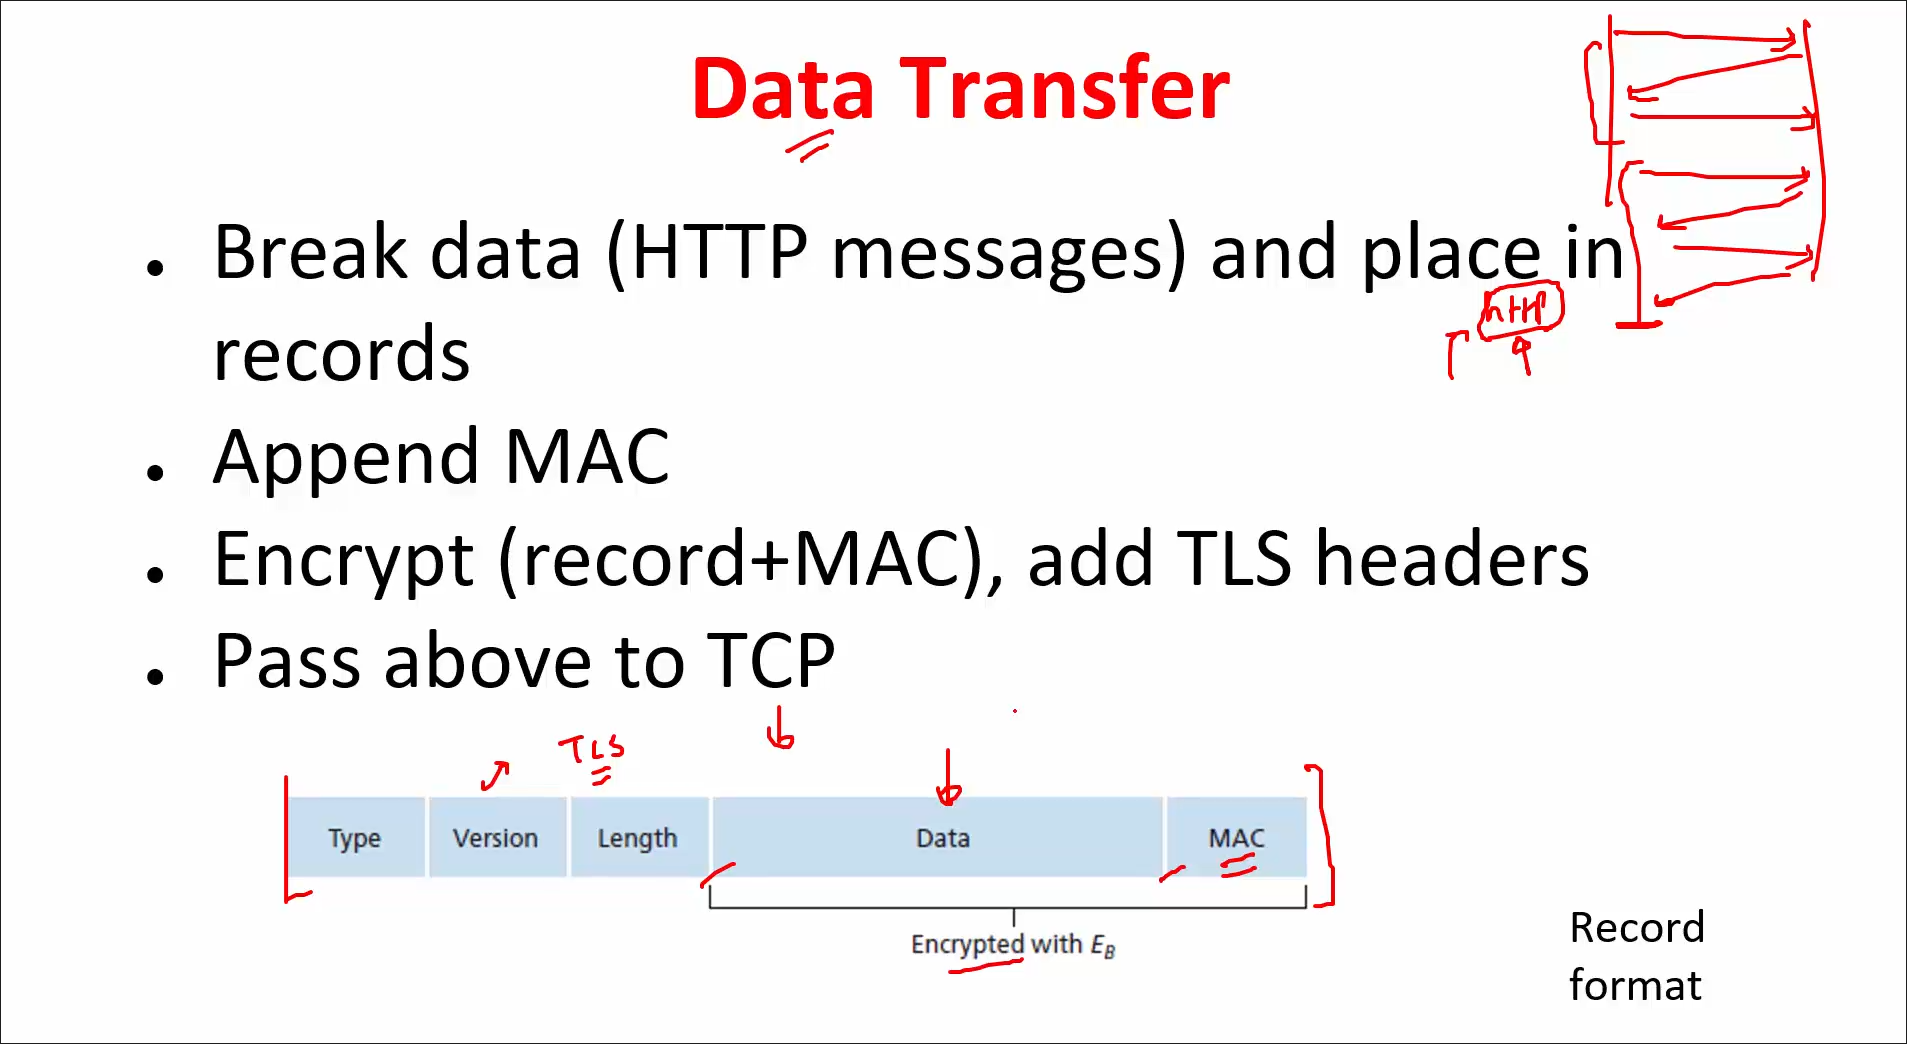 Data Transfer
• Break data (HTTP messages) and place in
records
http
• Append MAC
• Encrypt (record+MAC), add TLS headers
• Pass above to TCP
TLS
Type Version Length Data MAC
Encrypted with E_B
Record
format